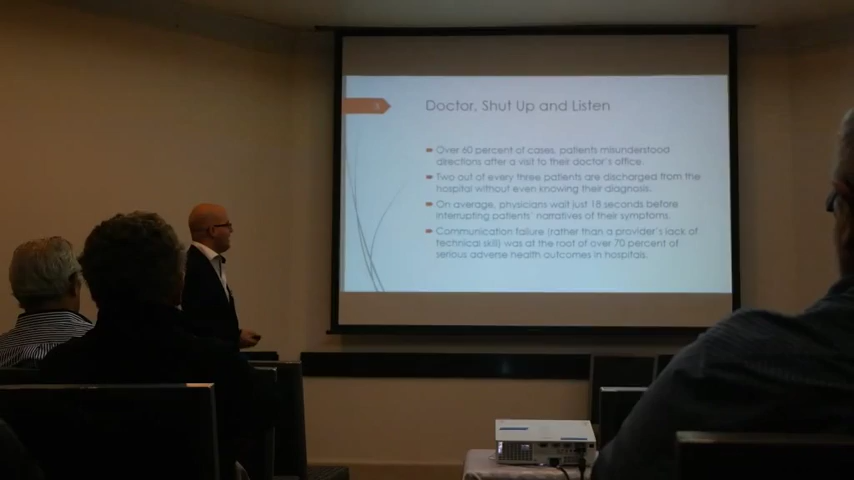 3
Doctor, Shut Up and Listen
Over 60 percent of cases, patients misunderstood
directions after a visit to their doctor's office.
Two out of every three patients are discharged from the
hospital without even knowing their diagnosis.
On average, physicians wait just 18 seconds before
interrupting patients' narratives of their symptoms.
Communication failure (rather than a provider's lack of
technical skill) was at the root of over 70 percent of
serious adverse health outcomes in hospitals.